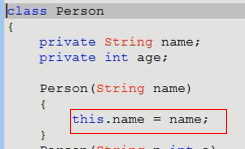 class Person
{
private String name;
private int age;
Person(String name)
{
this.name = name;
}